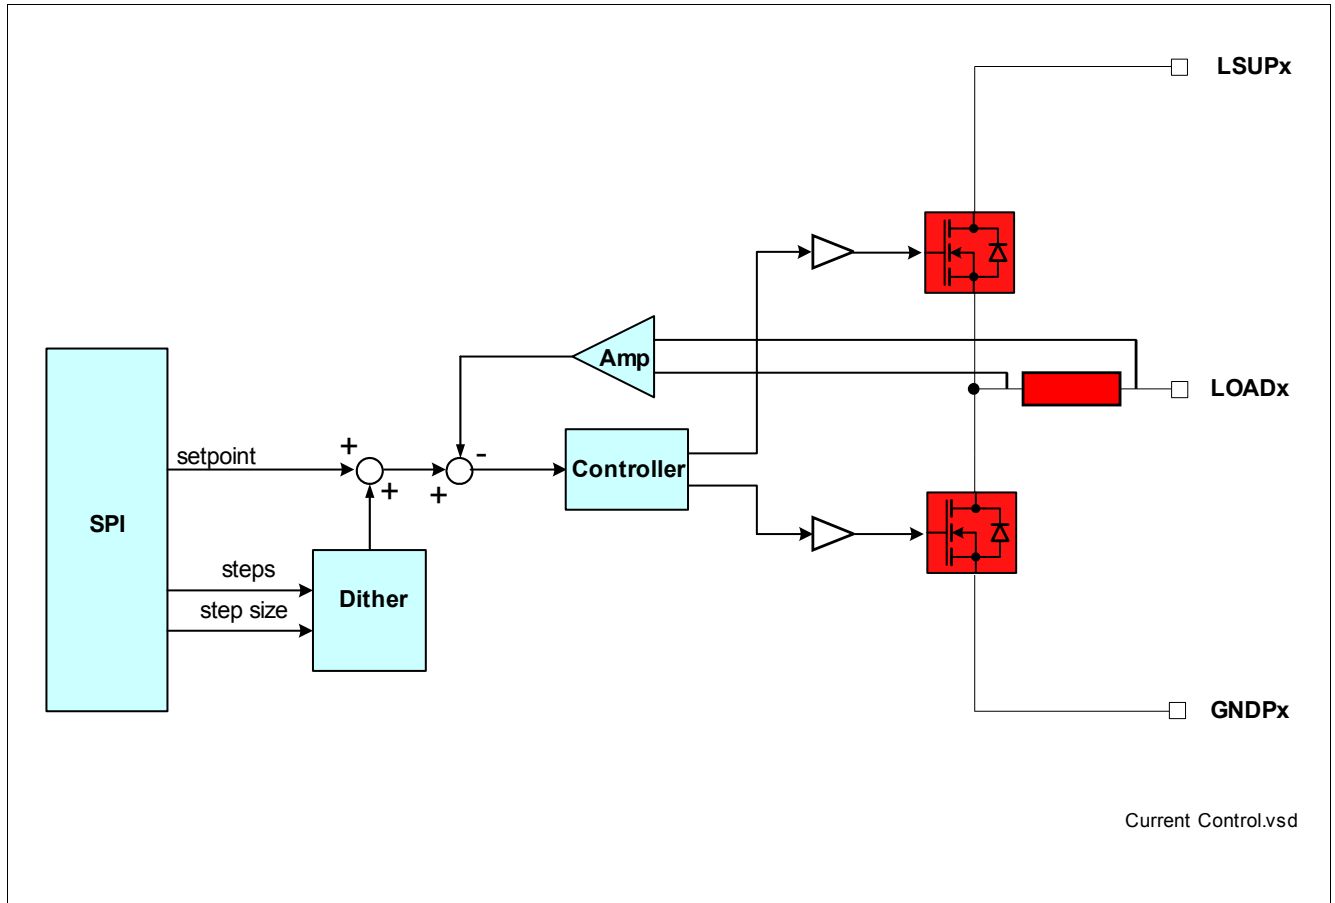 LSUPx
Amp
LOADx
setpoint
+
-
+
+
Controller
SPI
steps
step size
Dither
GNDPx
Current Control.vsd